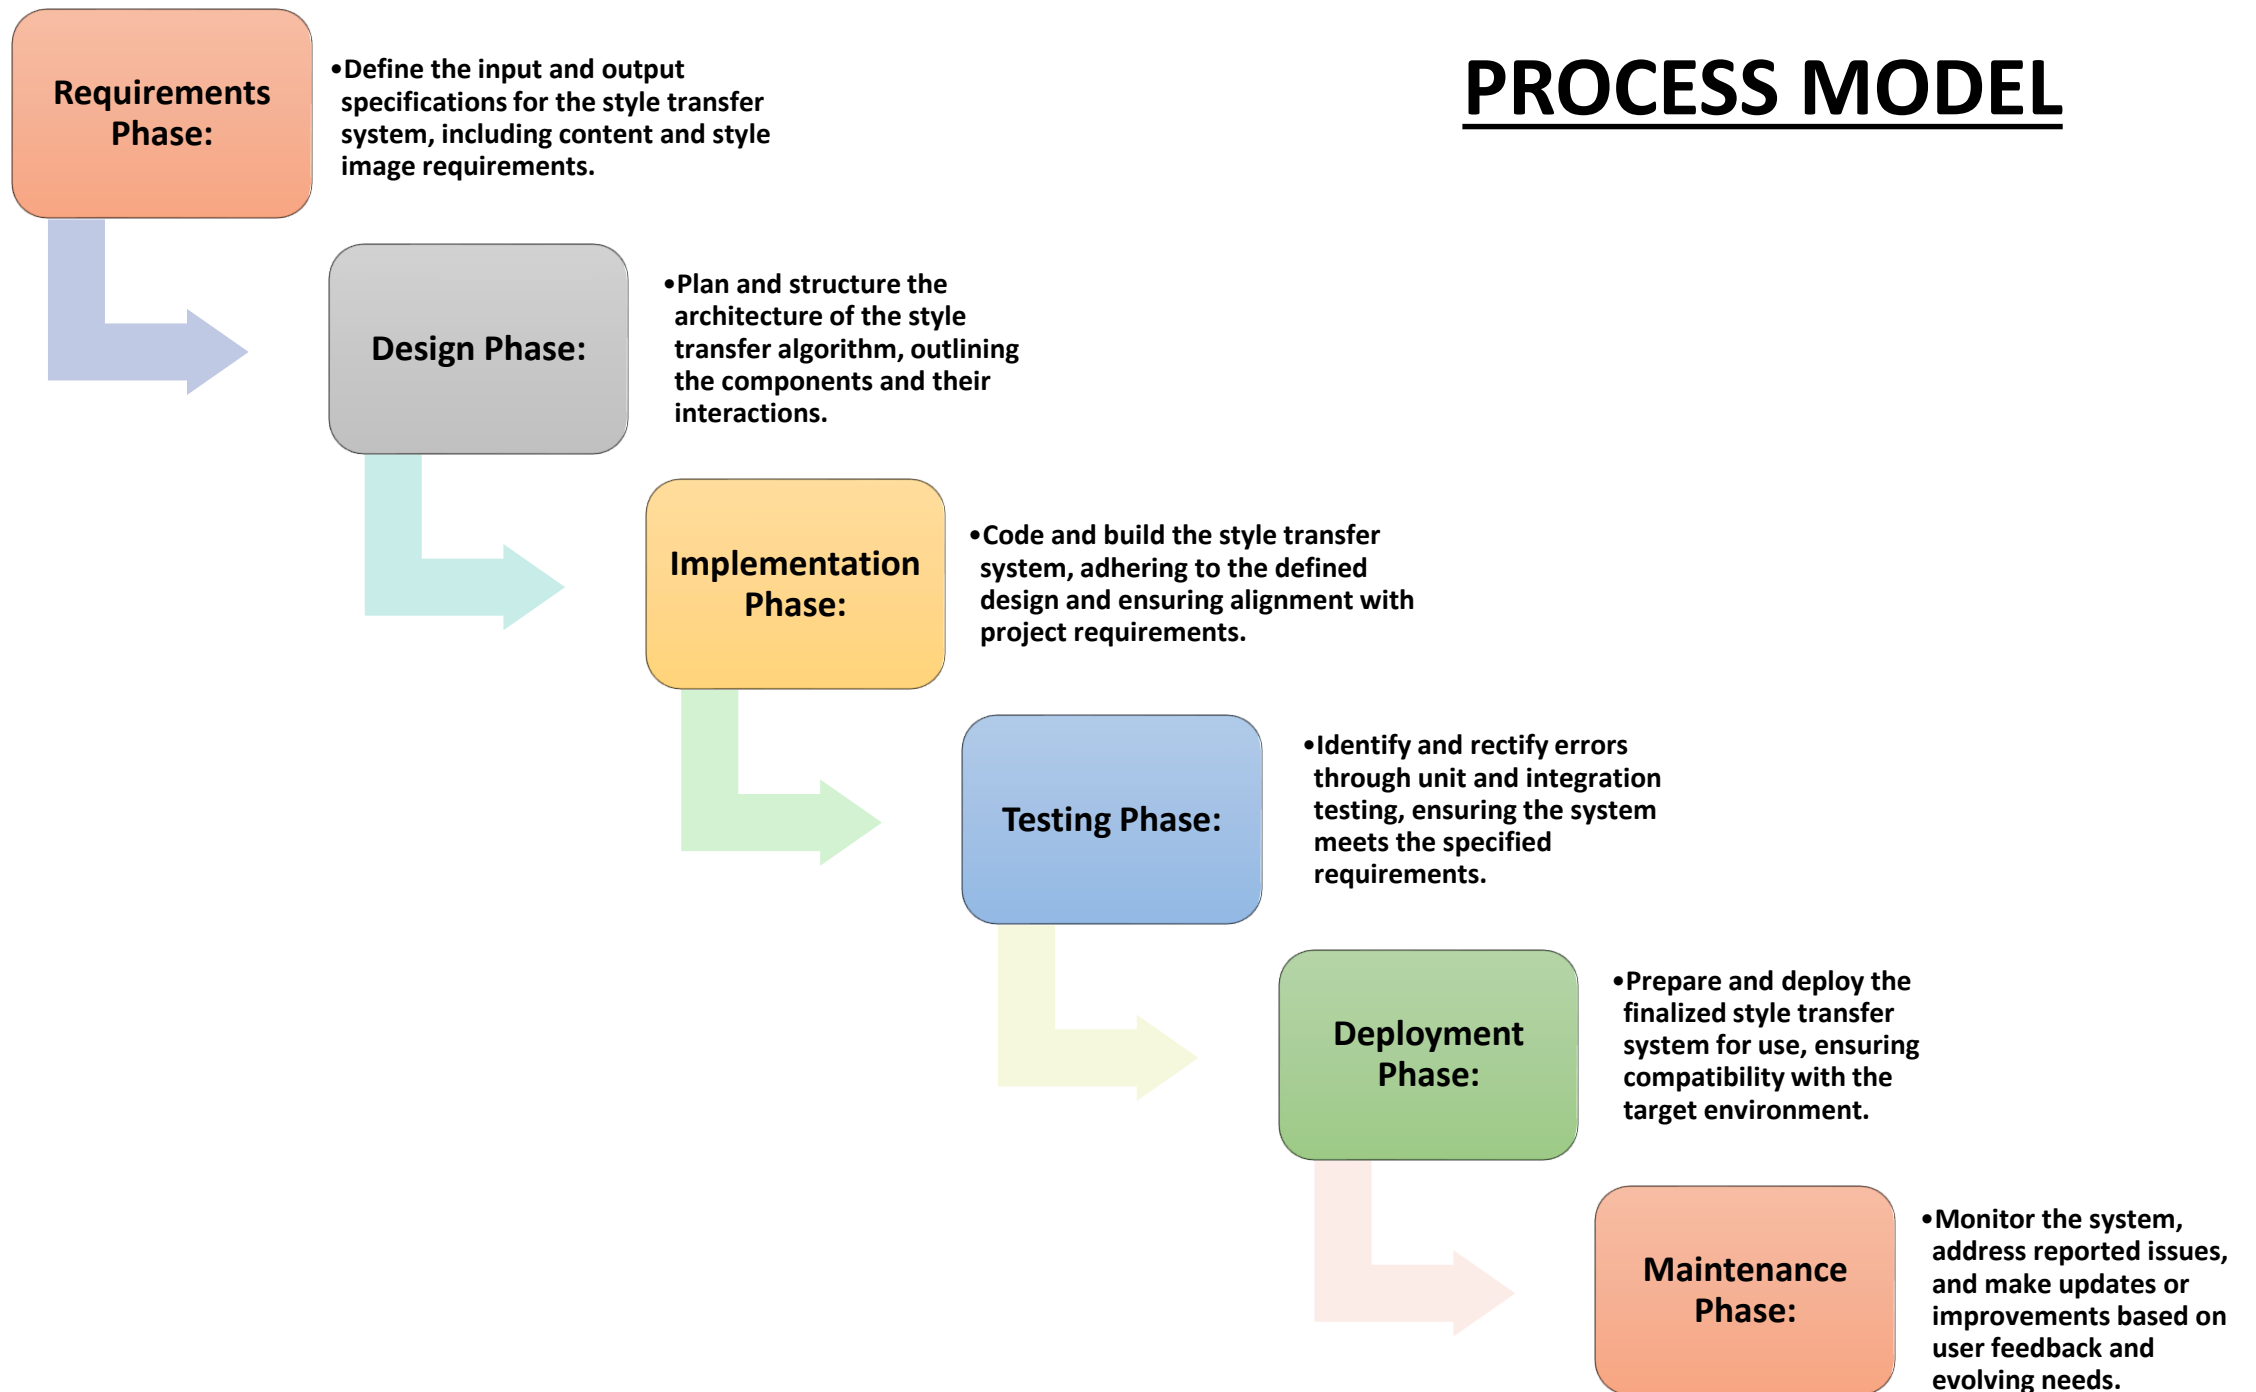 PROCESS MODEL
Requirements
Phase:
•Define the input and output
specifications for the style transfer
system, including content and style
image requirements.
Design Phase:
•Plan and structure the
architecture of the style
transfer algorithm, outlining
the components and their
interactions.
Implementation
Phase:
•Code and build the style transfer
system, adhering to the defined
design and ensuring alignment with
project requirements.
Testing Phase:
•Identify and rectify errors
through unit and integration
testing, ensuring the system
meets the specified
requirements.
Deployment
Phase:
•Prepare and deploy the
finalized style transfer
system for use, ensuring
compatibility with the
target environment.
Maintenance
Phase:
•Monitor the system,
address reported issues,
and make updates or
improvements based on
user feedback and
evolving needs.